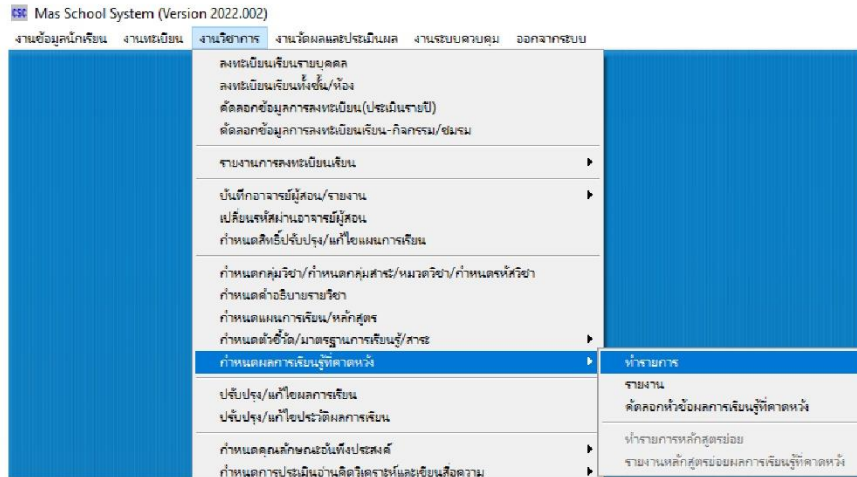 CSC Mas School System (Version 2022.002)
งานข้อมูลนักเรียน งานทะเบียน งานวิชาการ งานวัดผลและประเมินผล งานระบบควบคุม ออกจากระบบ
ลงทะเบียนเรียนรายบุคคล
ลงทะเบียนเรียนทั้งชั้น/ห้อง
คัดลอกข้อมูลการลงทะเบียน(ประเมินรายปี)
คัดลอกข้อมูลการลงทะเบียนเรียน-กิจกรรม/ชมรม
รายงานการลงทะเบียนเรียน
บันทึกอาจารย์ผู้สอน/รายงาน
เปลี่ยนรหัสผ่านอาจารย์ผู้สอน
กำหนดสิทธิ์ปรับปรุง/แก้ไขแผนการเรียน
กำหนดกลุ่มวิชา/กำหนดกลุ่มสาระ/หมวดวิชา/กำหนดรหัสวิชา
กำหนดคำอธิบายรายวิชา
กำหนดแผนการเรียน/หลักสูตร
กำหนดตัวชี้วัด/มาตรฐานการเรียนรู้/สาระ
กำหนดผลการเรียนรู้ที่คาดหวัง
ทำรายการ
รายงาน
คัดลอกหัวข้อผลการเรียนรู้ที่คาดหวัง
ทำรายการหลักสูตรย่อย
รายงานหลักสูตรย่อยผลการเรียนรู้ที่คาดหวัง
ปรับปรุง/แก้ไขผลการเรียน
ปรับปรุง/แก้ไขประวัติผลการเรียน
กำหนดคุณลักษณะอันพึงประสงค์
กำหนดการประเมินอ่านคิดวิเคราะห์และเขียนสื่อความ